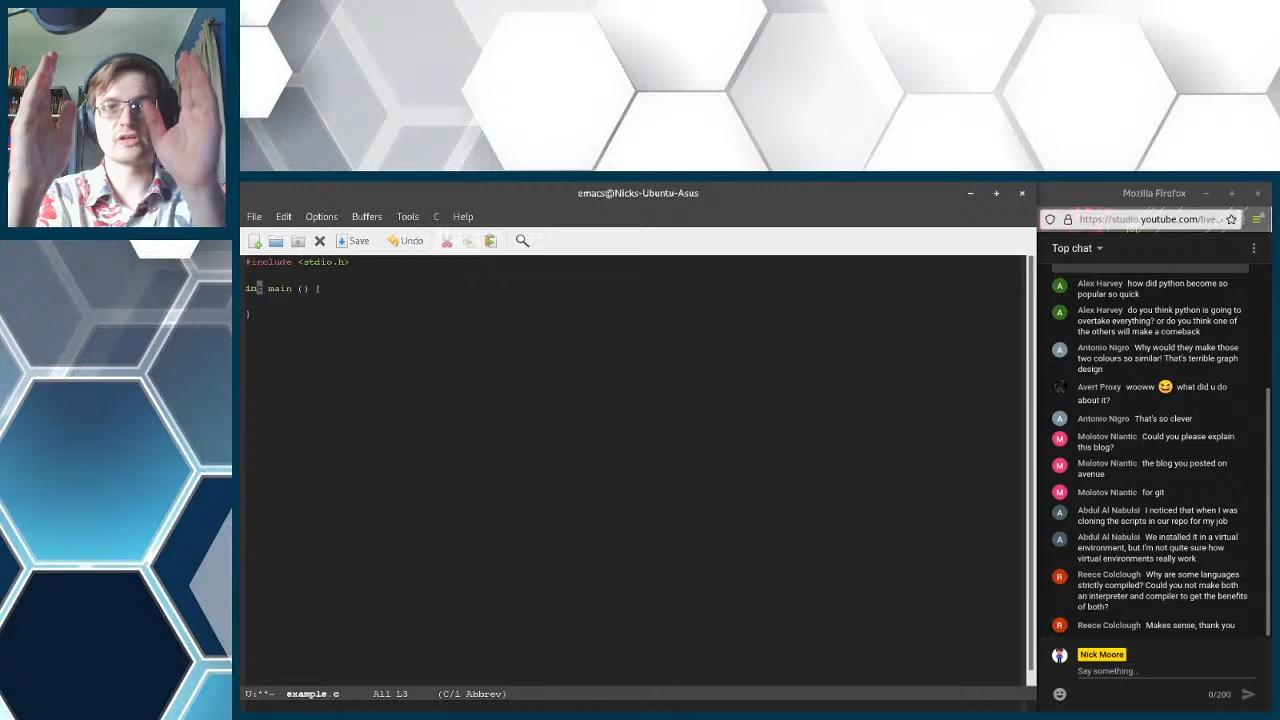 emacs@Nicks-Ubuntu-Asus
File Edit Options Buffers Tools C Help
Save Undo
#include <stdio.h>
int main () {
}
U:**- example.c All L3 (C/l Abbrev)
Mozilla Firefox
https://studio.youtube.com/live_
Top chat
Alex Harvey how did python become so
popular so quick
Alex Harvey do you think python is going to
overtake everything? or do you think one of
the others will make a comeback
Antonio Nigro Why would they make those
two colours so similar! That's terrible graph
design
Avert Proxy wooww 😆 what did u do
about it?
Antonio Nigro That's so clever
Molotov Niantic Could you please explain
this blog?
Molotov Niantic the blog you posted on
avenue
Molotov Niantic for git
Abdul Al Nabulsi I noticed that when I was
cloning the scripts in our repo for my job
Abdul Al Nabulsi We installed it in a virtual
environment, but I'm not quite sure how
virtual environments really work
Reece Colclough Why are some languages
strictly compiled? Could you not make both
an interpreter and compiler to get the benefits
of both?
Reece Colclough Makes sense, thank you
Nick Moore
Say something...
0/200